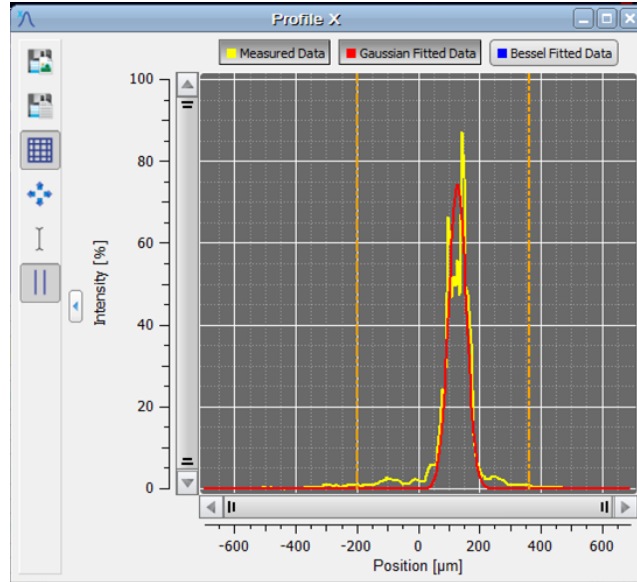 Profile X
Measured Data Gaussian Fitted Data Bessel Fitted Data
100
80
60
40
20
0
Intensity [%]
-600 -400 -200 0 200 400 600
Position [µm]